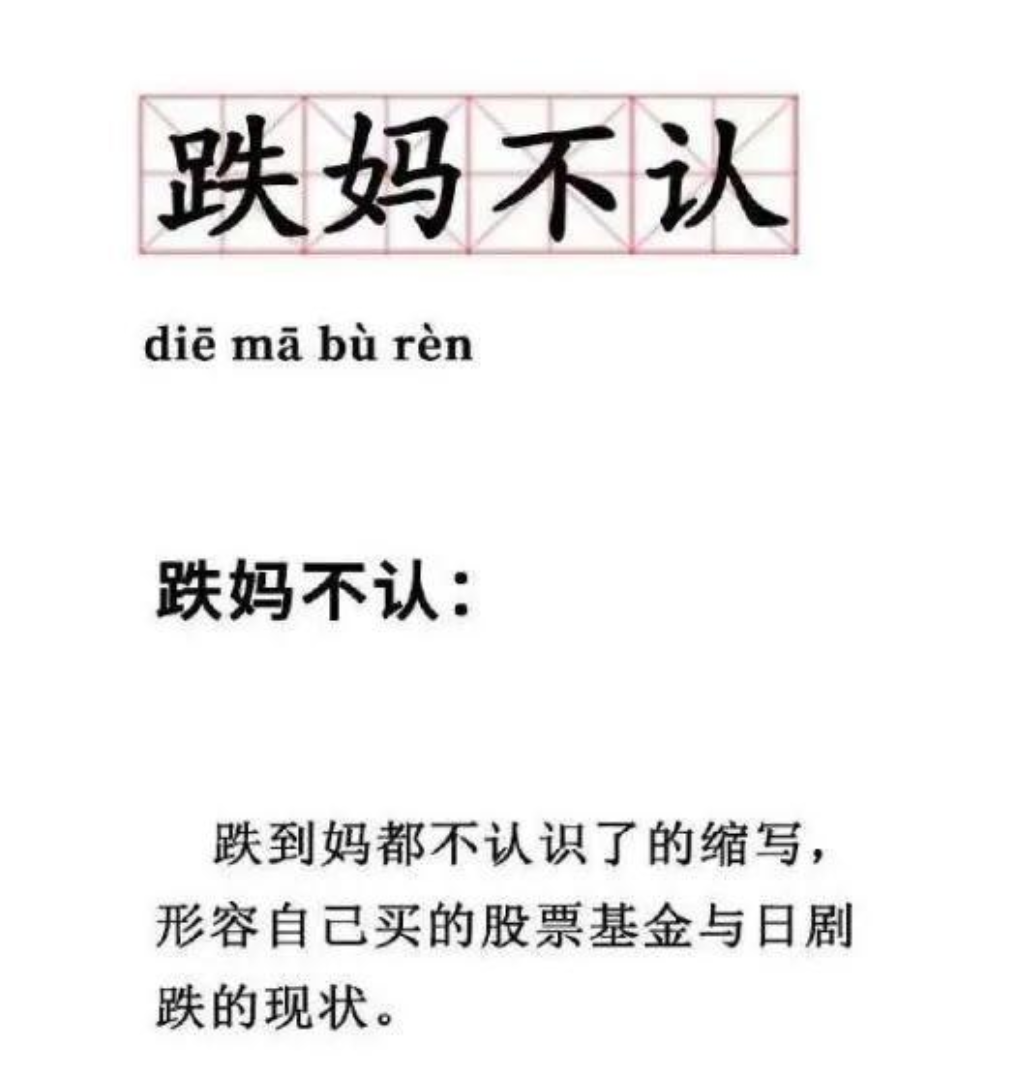 跌妈不认
diē mā bù rèn
跌妈不认：
跌到妈都不认识了的缩写，
形容自己买的股票基金与日剧
跌的现状。